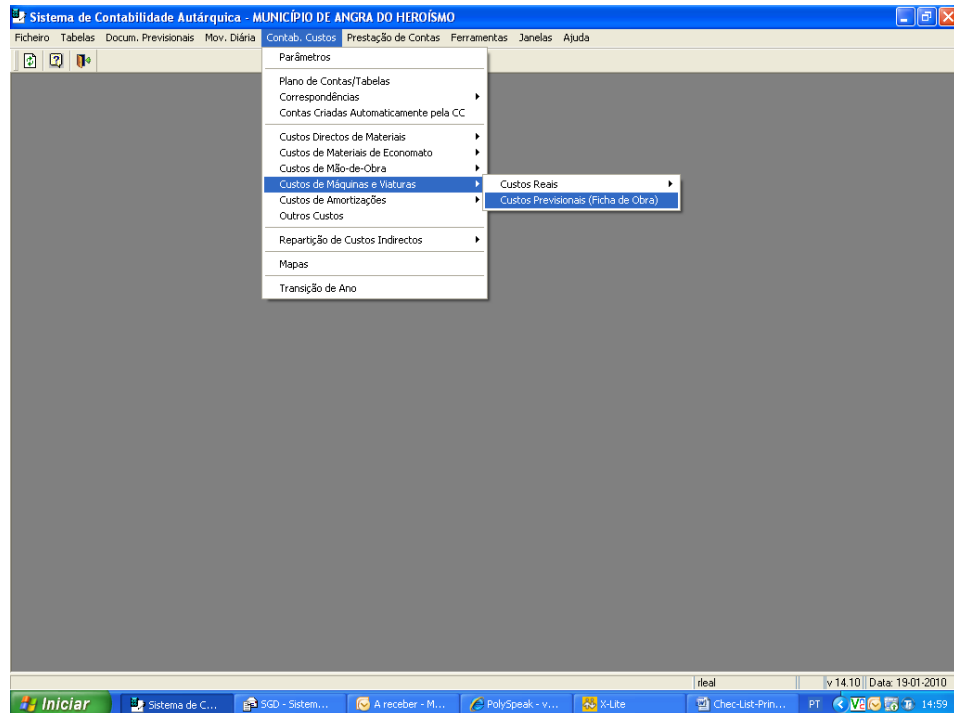 Sistema de Contabilidade Autárquica - MUNICÍPIO DE ANGRA DO HEROÍSMO
Ficheiro Tabelas Docum. Previsionais Mov. Diária Contab. Custos Prestação de Contas Ferramentas Janelas Ajuda
Parâmetros
Plano de Contas/Tabelas
Correspondências
Contas Criadas Automaticamente pela CC
Custos Directos de Materiais
Custos de Materiais de Economato
Custos de Mão-de-Obra
Custos de Máquinas e Viaturas
Custos de Amortizações
Outros Custos
Repartição de Custos Indirectos
Mapas
Transição de Ano
Custos Reais
Custos Previsionais (Ficha de Obra)
rleal v 14.10 Data: 19-01-2010
Iniciar Sistema de C... SGD - Sistem... A receber - M... PolySpeak - v... X-Lite Chec-List-Prin... PT 14:59